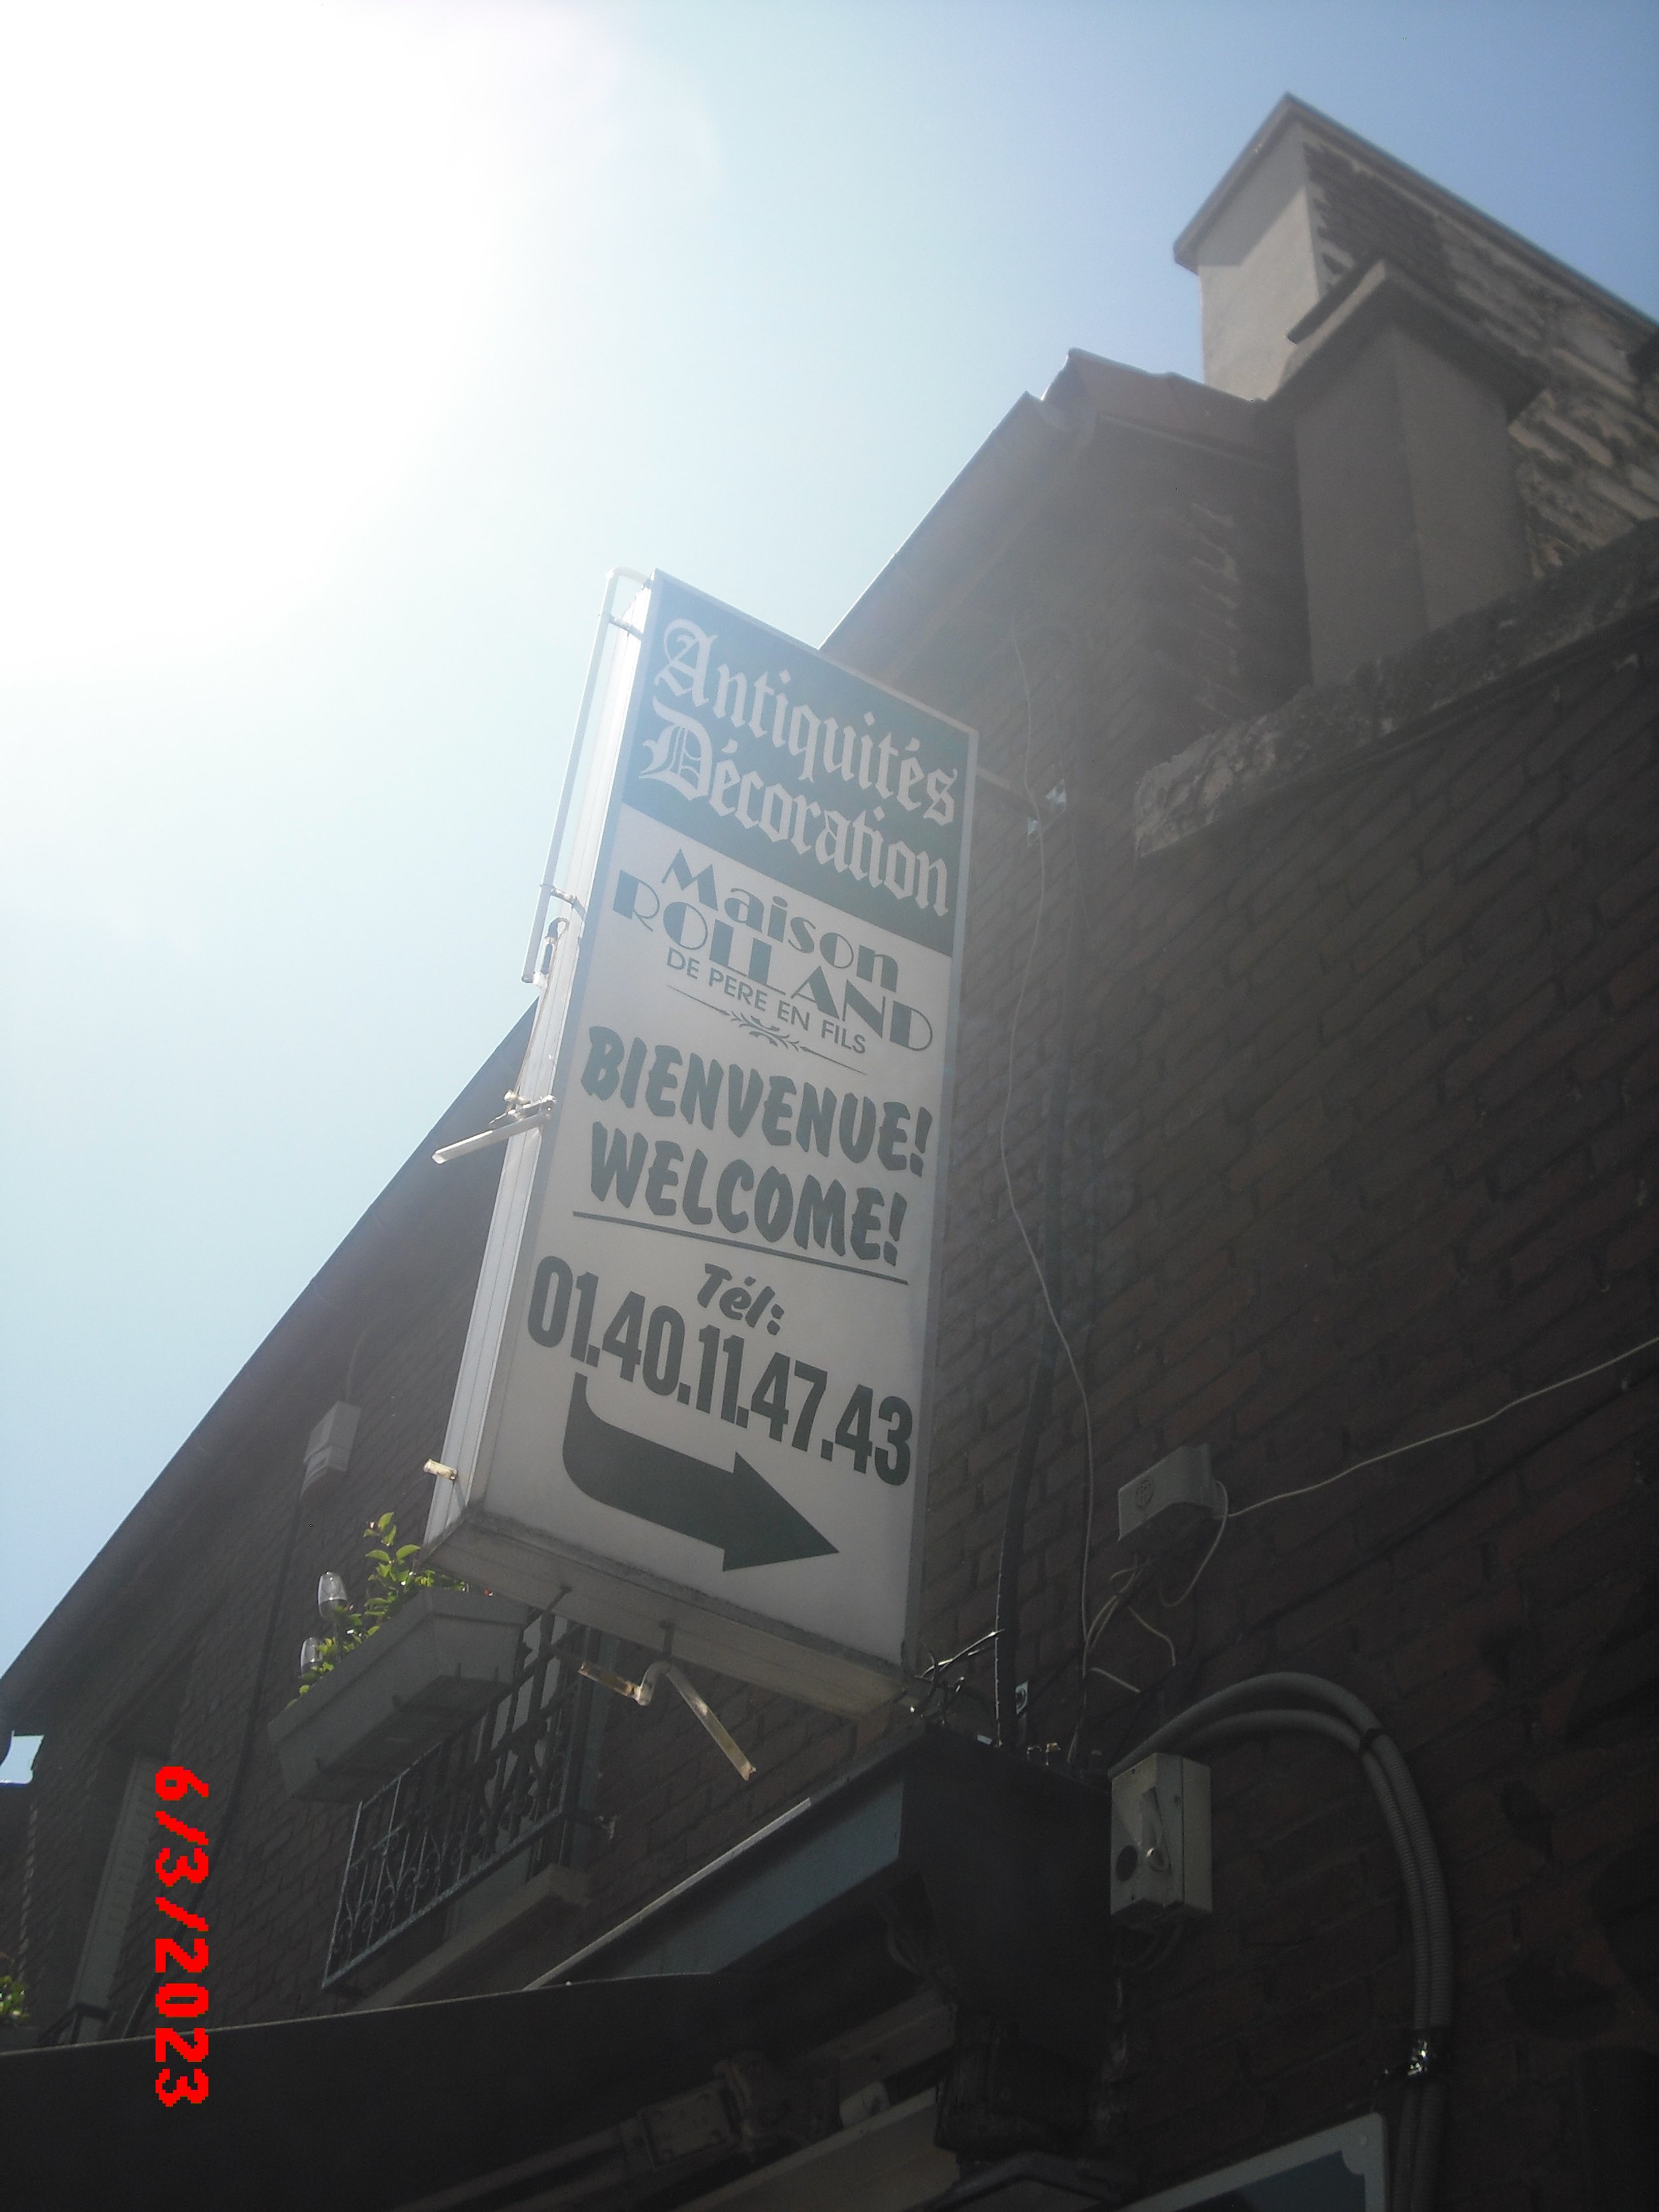 Antiquités
Décoration
Maison
ROLLAND
DE PERE EN FILS
BIENVENUE!
WELCOME!
Tél:
01.40.11.47.43
6/3/2023